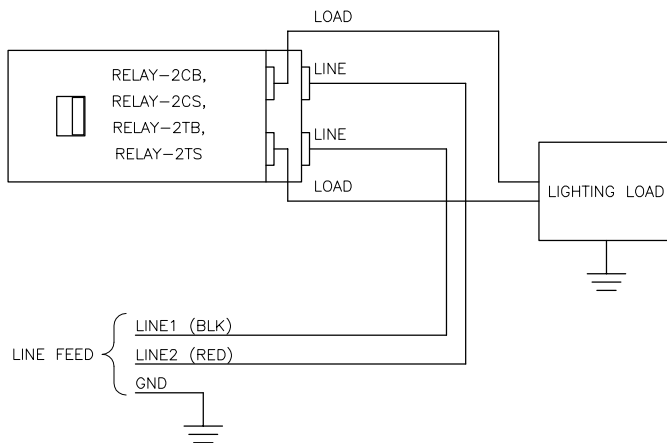 LOAD
RELAY-2CB,
RELAY-2CS,
RELAY-2TB,
RELAY-2TS
LINE
LINE
LOAD
LIGHTING LOAD
LINE FEED
LINE1 (BLK)
LINE2 (RED)
GND